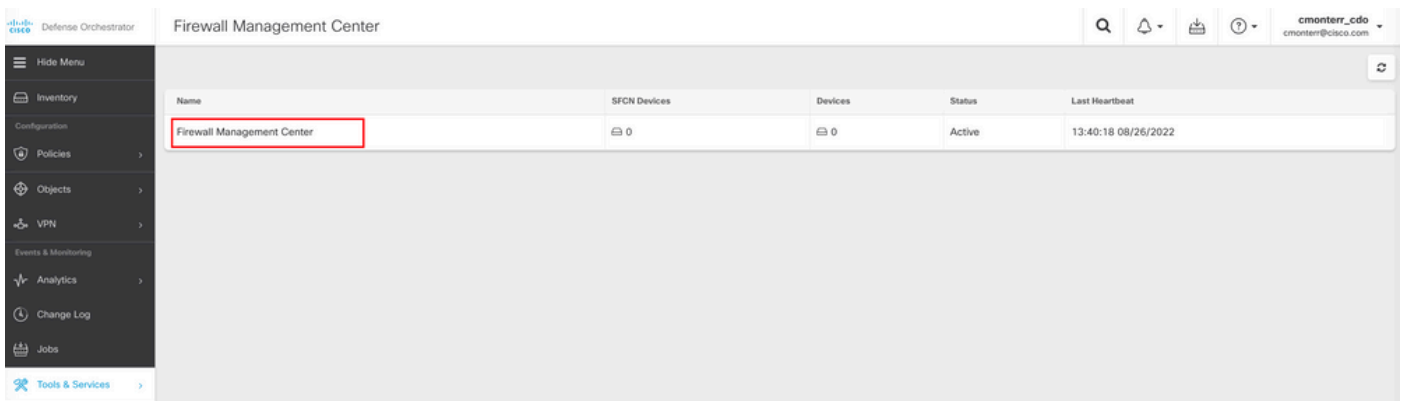 cisco Defense Orchestrator
Firewall Management Center
cmonterr_cdo
cmonterr@cisco.com
Hide Menu
Inventory
Name SFCN Devices Devices Status Last Heartbeat
Configuration
Firewall Management Center 0 0 Active 13:40:18 08/26/2022
Policies
Objects
VPN
Events & Monitoring
Analytics
Change Log
Jobs
Tools & Services